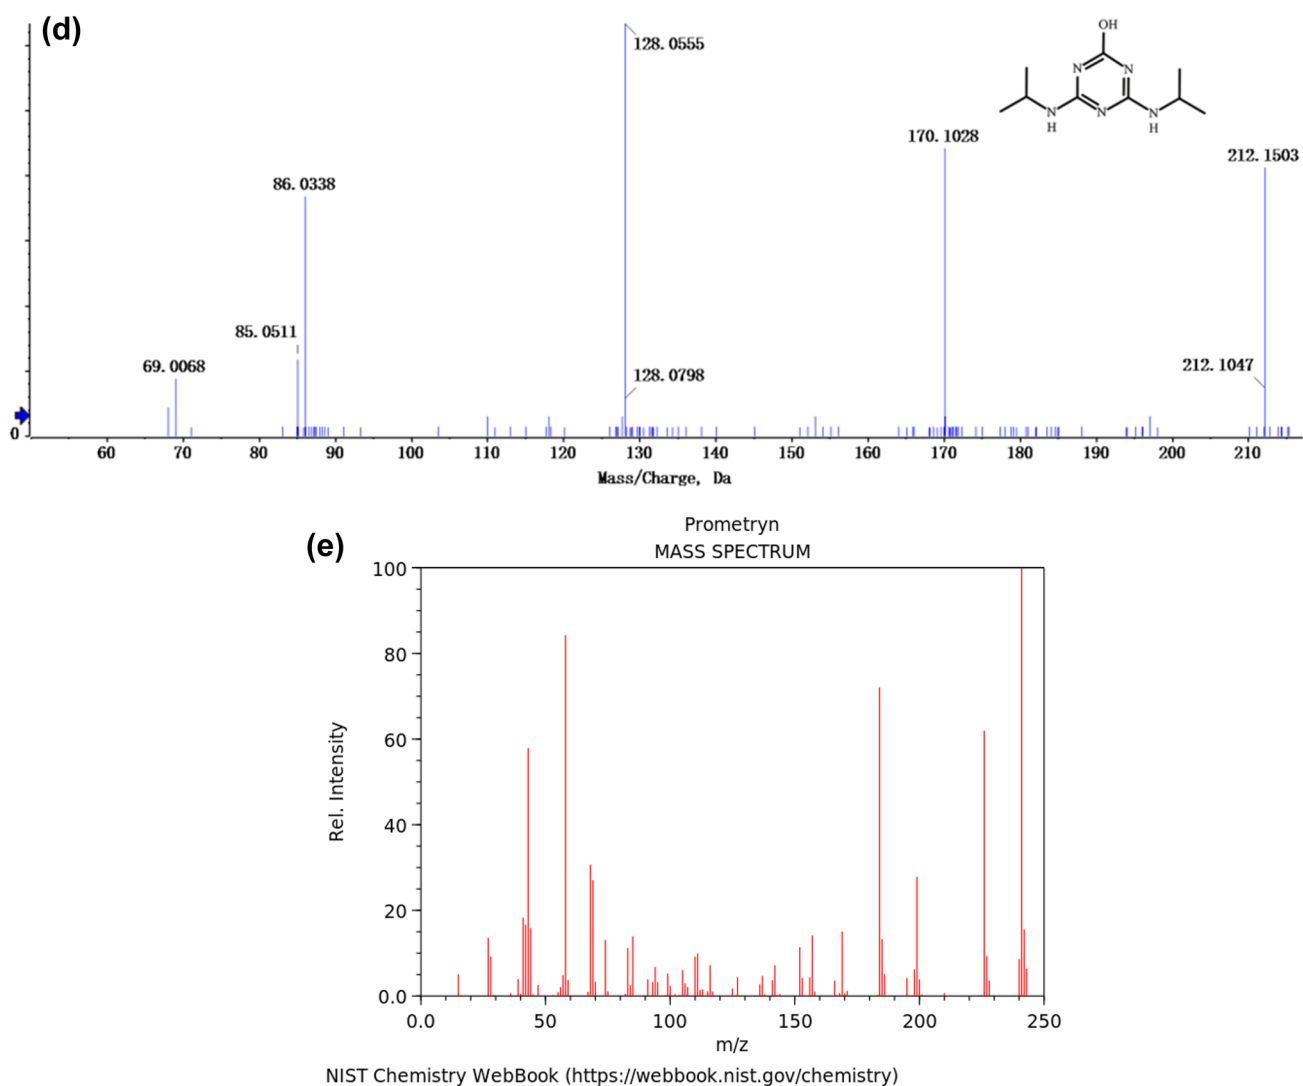 (d)
128. 0555
OH
N N
N N N
H H
170. 1028
212. 1503
86. 0338
85. 0511
69. 0068
128. 0798
212. 1047
0
60 70 80 90 100 110 120 130 140 150 160 170 180 190 200 210
Mass/Charge, Da
(e)
Prometryn
MASS SPECTRUM
100
80
60
40
20
0.0
Rel. Intensity
0.0 50 100 150 200 250
m/z
NIST Chemistry WebBook (https://webbook.nist.gov/chemistry)